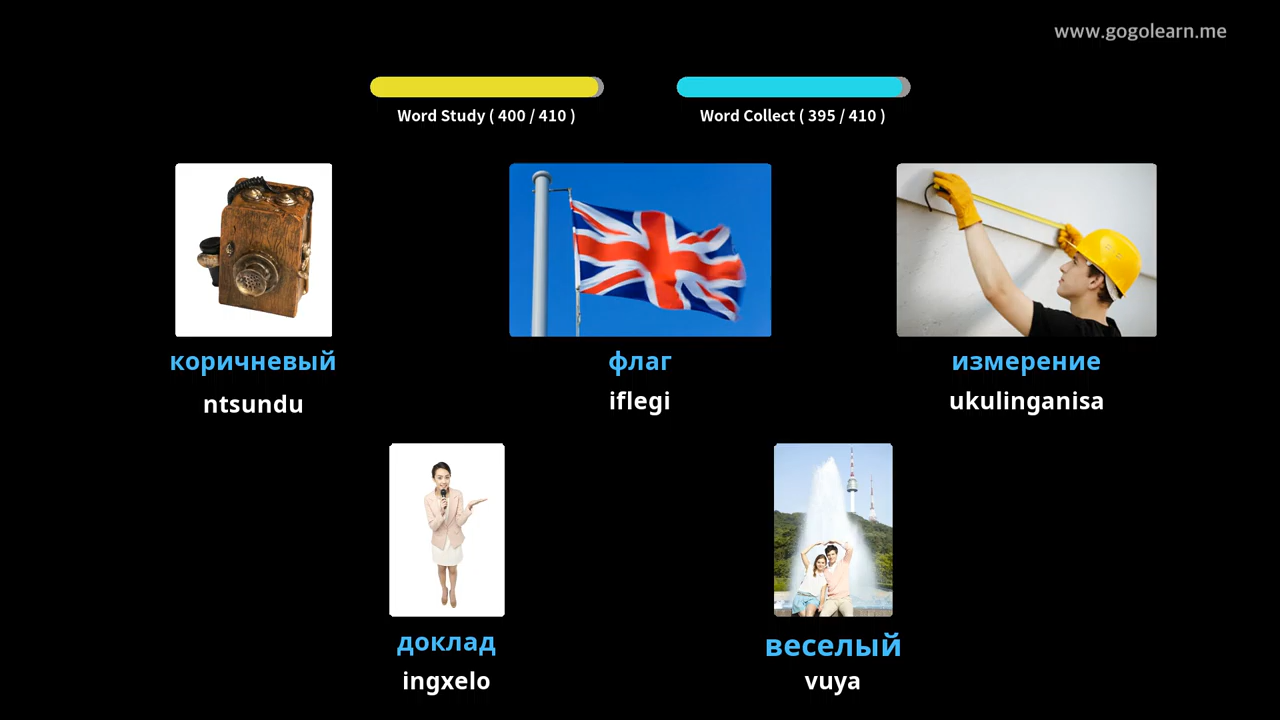 www.gogolearn.me
Word Study ( 400 / 410 )
Word Collect ( 395 / 410 )
коричневый
ntsundu
флаг
iflegi
измерение
ukulinganisa
доклад
ingxelo
веселый
vuya